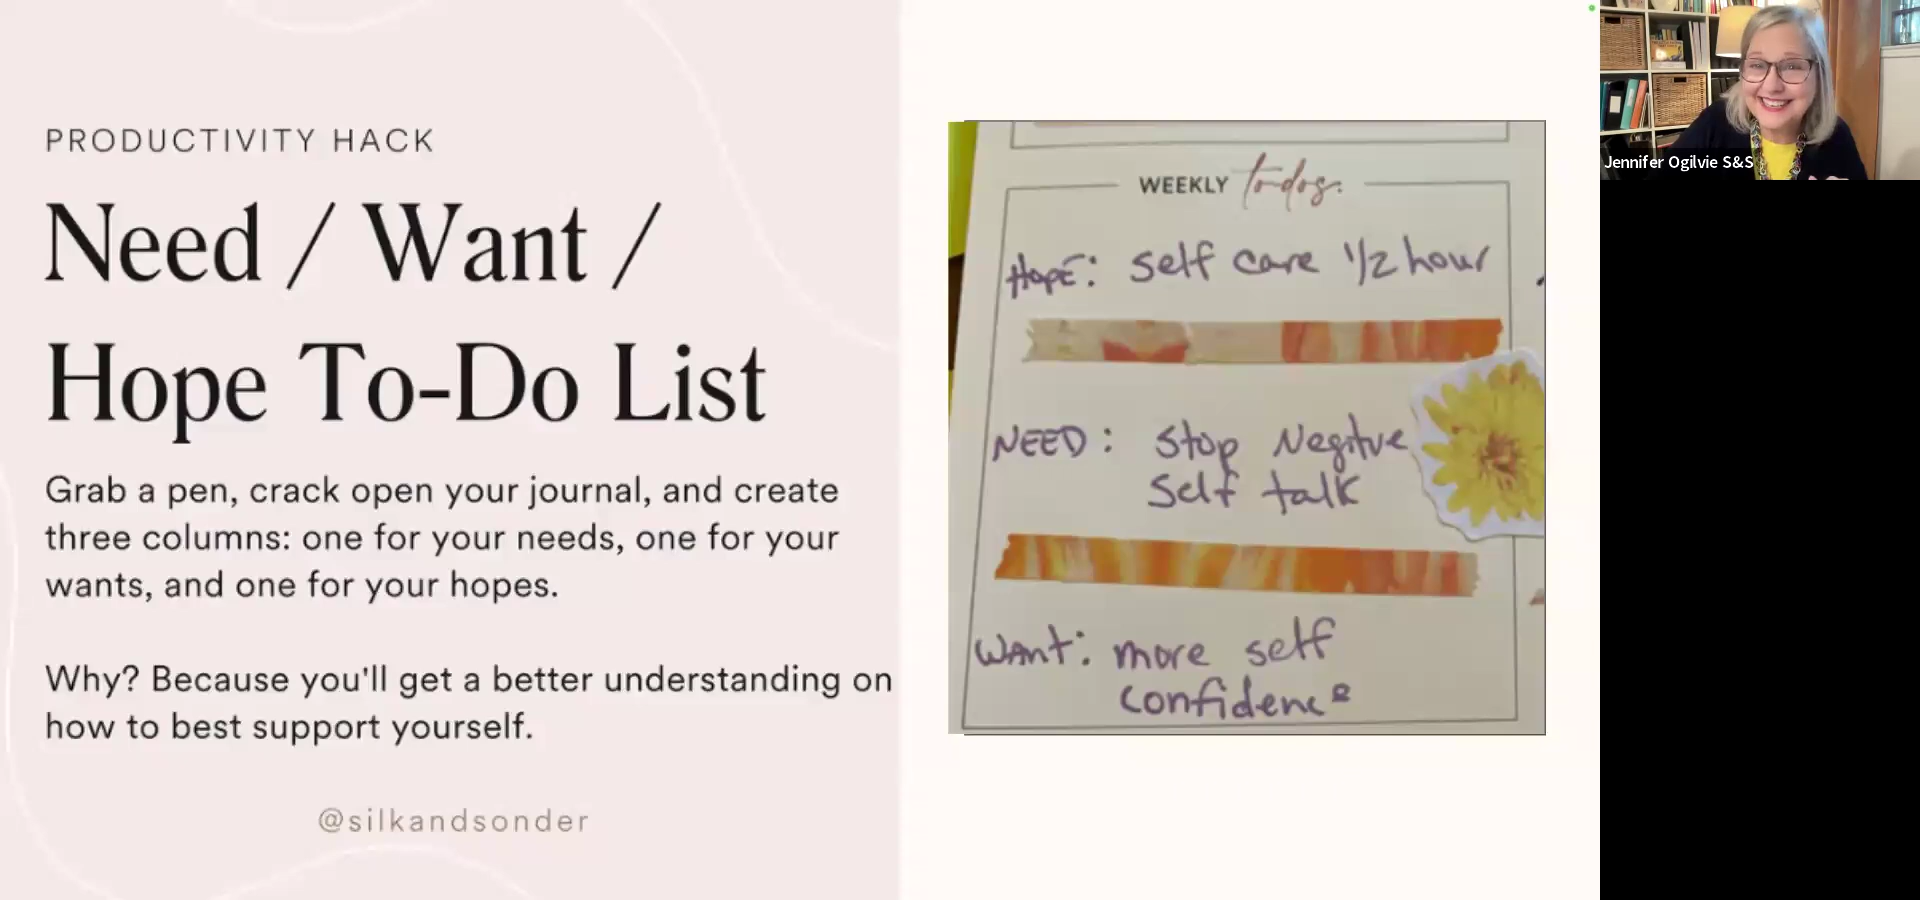 PRODUCTIVITY HACK
Need / Want /
Hope To-Do List
Grab a pen, crack open your journal, and create
three columns: one for your needs, one for your
wants, and one for your hopes.
Why? Because you'll get a better understanding on
how to best support yourself.
@silkandsonder
WEEKLY to-dos:
HOPE: self care 1/2 hour
NEED: Stop Negitve
Self talk
WANT: more self
confidence
Jennifer Ogilvie S&S